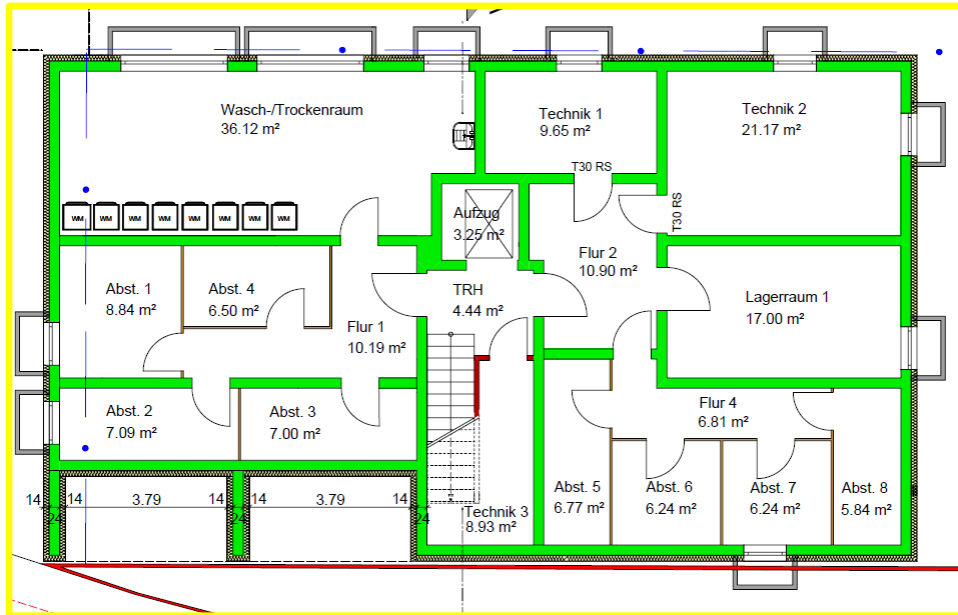 Wasch-/Trockenraum
36.12 m²
Technik 1
9.65 m²
Technik 2
21.17 m²
T30 RS
T30 RS
WM WM WM WM WM WM WM WM
Aufzug
3.25 m²
Flur 2
10.90 m²
Abst. 1
8.84 m²
Abst. 4
6.50 m²
TRH
4.44 m²
Lagerraum 1
17.00 m²
Flur 1
10.19 m²
Abst. 2
7.09 m²
Abst. 3
7.00 m²
Flur 4
6.81 m²
Abst. 5
6.77 m²
Abst. 6
6.24 m²
Abst. 7
6.24 m²
Abst. 8
5.84 m²
14 14 3.79 14 14 3.79 14
24 24 24
Technik 3
8.93 m²